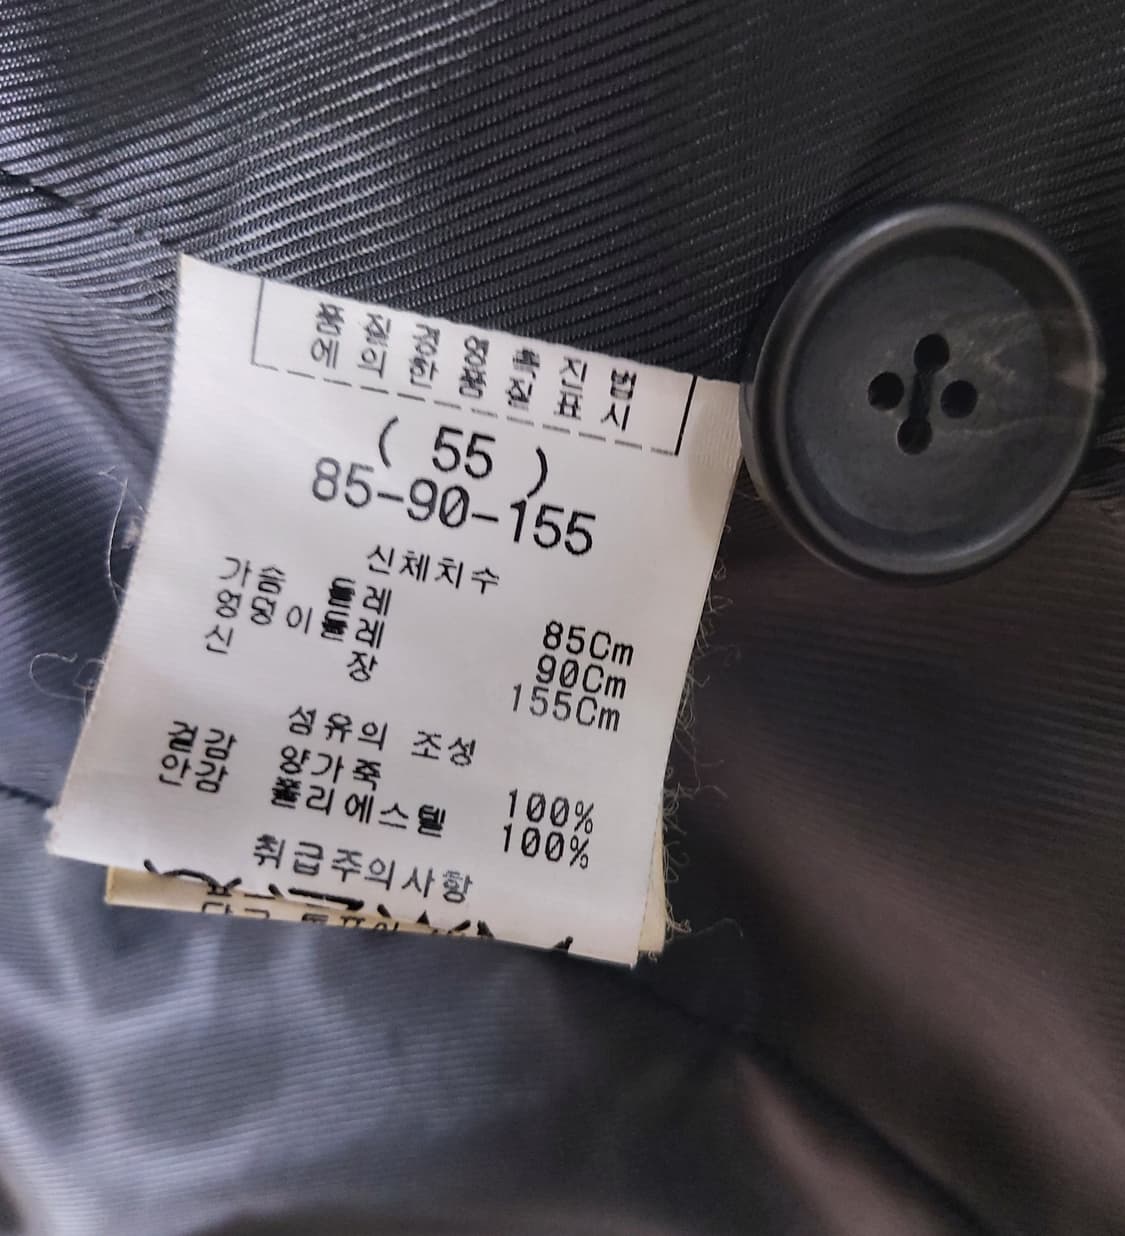 품질경영촉진법
에의한품질표시
( 55 )
85-90-155
신체치수
가슴둘레 85Cm
엉덩이둘레 90Cm
신장 155Cm
섬유의 조성
겉감 양가죽 100%
안감 폴리에스텔 100%
취급주의사항